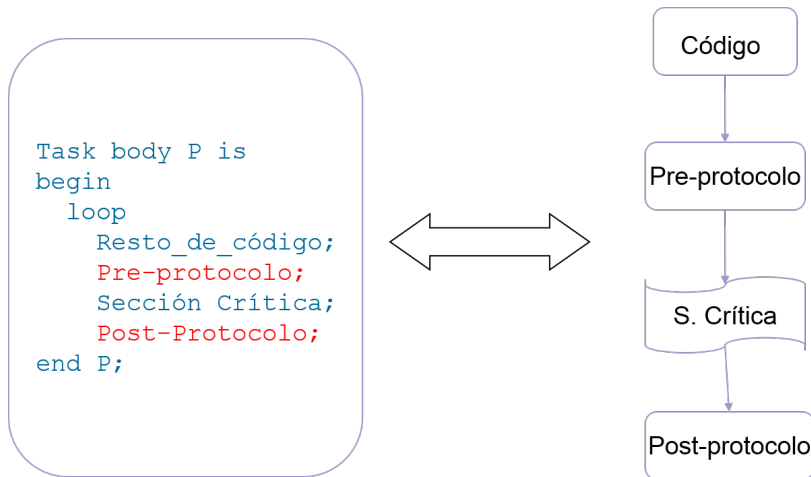 Task body P is
begin
loop
Resto_de_código;
Pre-protocolo;
Sección Crítica;
Post-Protocolo;
end P;
Código
Pre-protocolo
S. Crítica
Post-protocolo